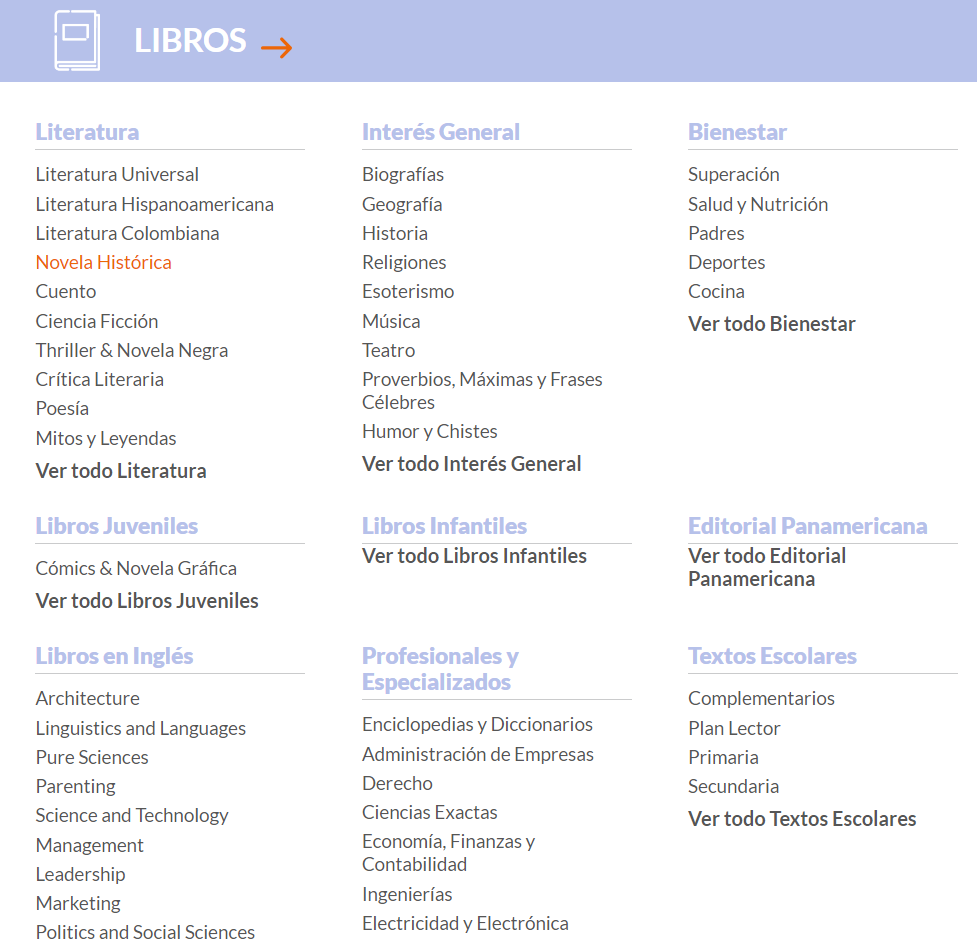 LIBROS
Literatura
Literatura Universal
Literatura Hispanoamericana
Literatura Colombiana
Novela Histórica
Cuento
Ciencia Ficción
Thriller & Novela Negra
Crítica Literaria
Poesía
Mitos y Leyendas
Ver todo Literatura
Interés General
Biografías
Geografía
Historia
Religiones
Esoterismo
Música
Teatro
Proverbios, Máximas y Frases
Célebres
Humor y Chistes
Ver todo Interés General
Bienestar
Superación
Salud y Nutrición
Padres
Deportes
Cocina
Ver todo Bienestar
Libros Juveniles
Cómics & Novela Gráfica
Ver todo Libros Juveniles
Libros Infantiles
Ver todo Libros Infantiles
Editorial Panamericana
Ver todo Editorial
Panamericana
Libros en Inglés
Architecture
Linguistics and Languages
Pure Sciences
Parenting
Science and Technology
Management
Leadership
Marketing
Politics and Social Sciences
Profesionales y
Especializados
Enciclopedias y Diccionarios
Administración de Empresas
Derecho
Ciencias Exactas
Economía, Finanzas y
Contabilidad
Ingenierías
Electricidad y Electrónica
Textos Escolares
Complementarios
Plan Lector
Primaria
Secundaria
Ver todo Textos Escolares